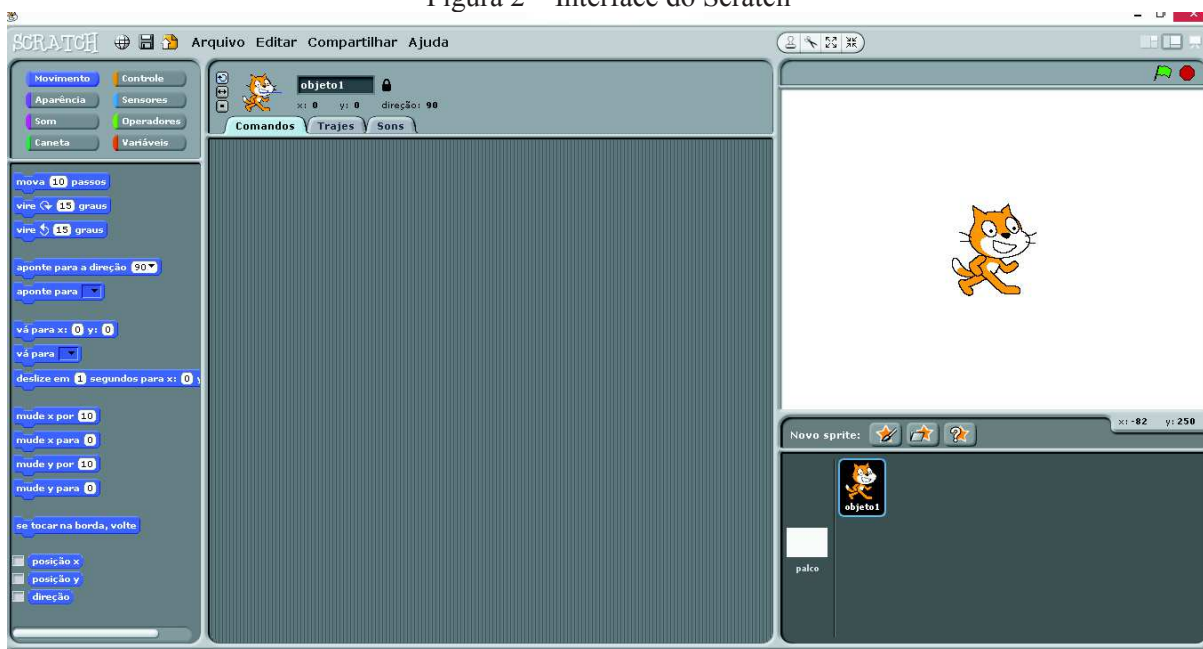 Figura 2 – Interface do Scratch
SCRATCH Arquivo Editar Compartilhar Ajuda
Movimento Controle
Aparência Sensores
Som Operadores
Caneta Variáveis
mova 10 passos
vire 15 graus
vire 15 graus
aponte para a direção 90
aponte para
vá para x: 0 y: 0
vá para
deslize em 1 segundos para x: 0 y
mude x por 10
mude x para 0
mude y por 10
mude y para 0
se tocar na borda, volte
posição x
posição y
direção
objeto1
x: 0 y: 0 direção: 90
Comandos Trajes Sons
x: -82 y: 250
Novo sprite:
objeto1
palco